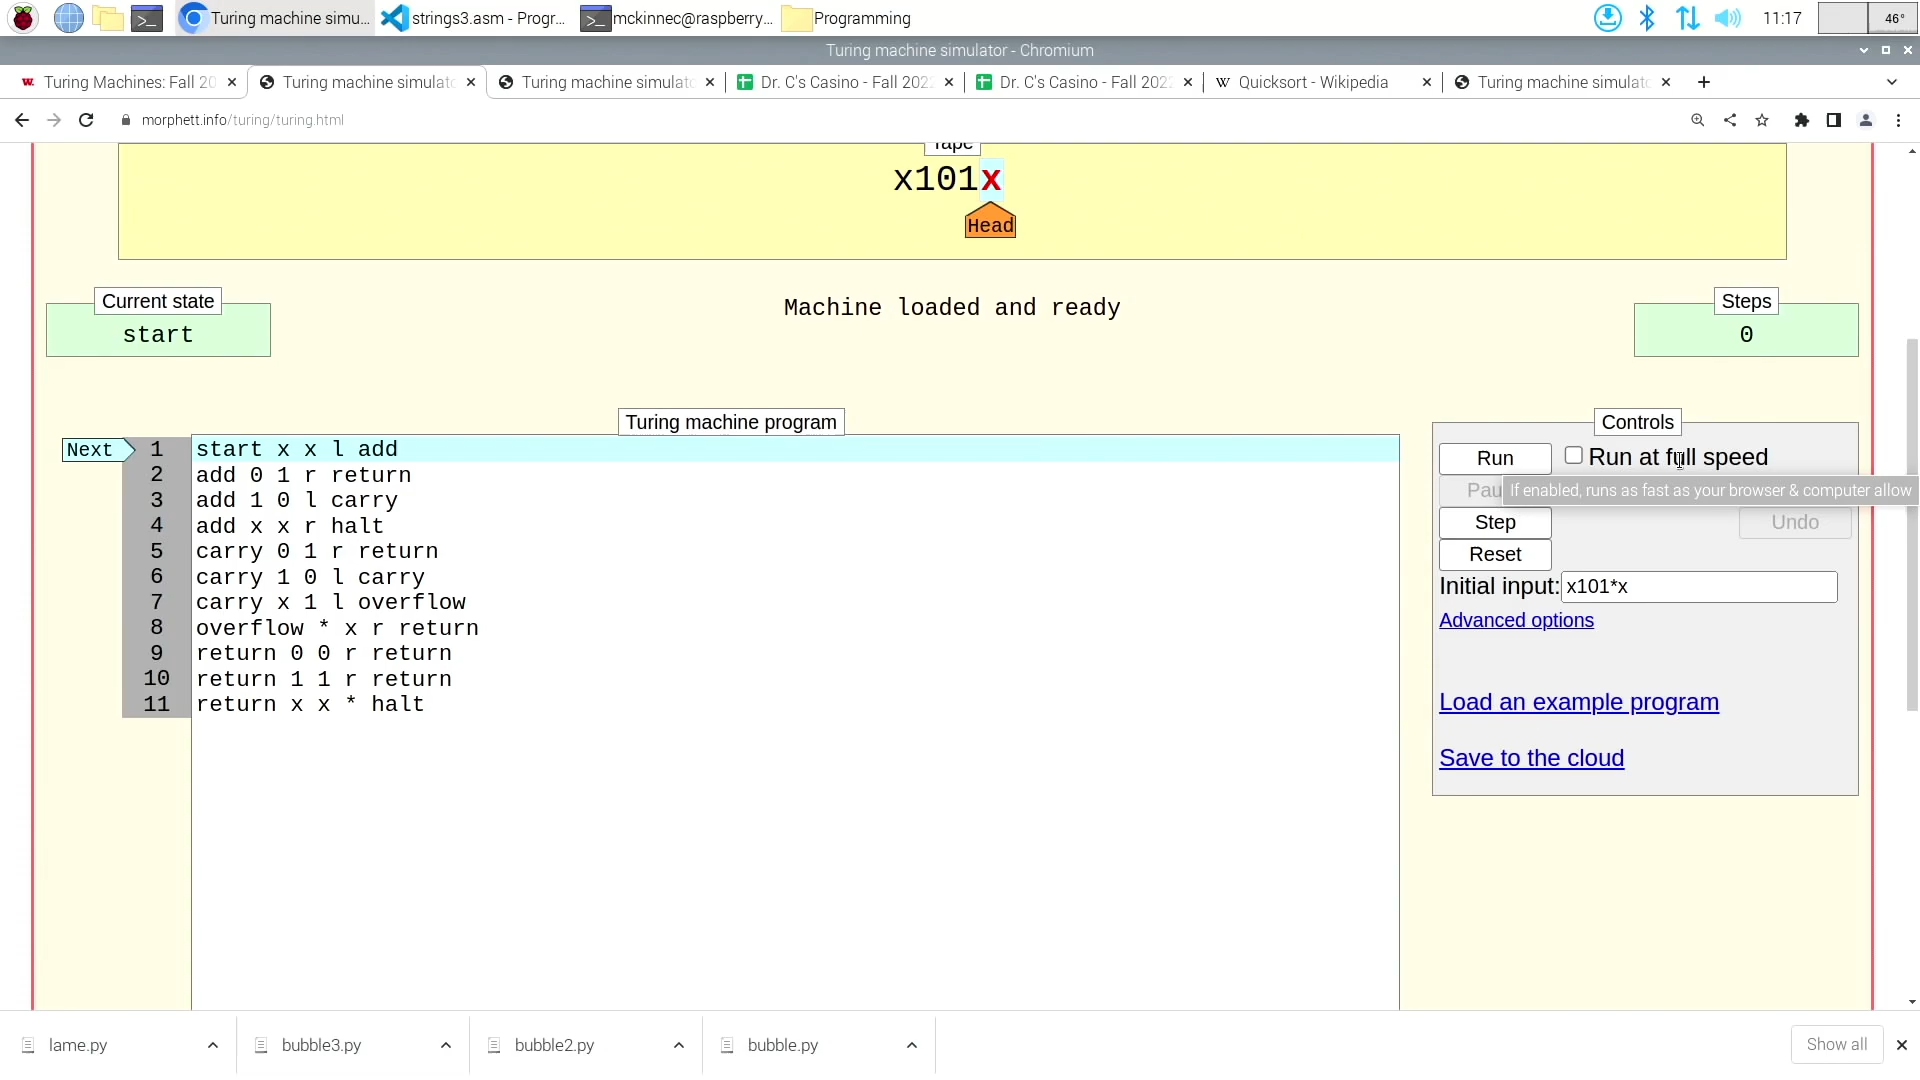 Turing machine simu...
strings3.asm - Progr...
mckinnec@raspberry...
Programming
11:17
46°
Turing machine simulator - Chromium
Turing Machines: Fall 20
Turing machine simulato
Turing machine simulato
Dr. C's Casino - Fall 2022
Dr. C's Casino - Fall 2022
W Quicksort - Wikipedia
Turing machine simulato
morphett.info/turing/turing.html
Tape
x101x
Head
Current state
start
Machine loaded and ready
Steps
0
Turing machine program
Next
1 start x x l add
2 add 0 1 r return
3 add 1 0 l carry
4 add x x r halt
5 carry 0 1 r return
6 carry 1 0 l carry
7 carry x 1 l overflow
8 overflow * x r return
9 return 0 0 r return
10 return 1 1 r return
11 return x x * halt
Controls
Run
Run at full speed
Pau
If enabled, runs as fast as your browser & computer allow
Step
Undo
Reset
Initial input: x101*x
Advanced options
Load an example program
Save to the cloud
lame.py
bubble3.py
bubble2.py
bubble.py
Show all